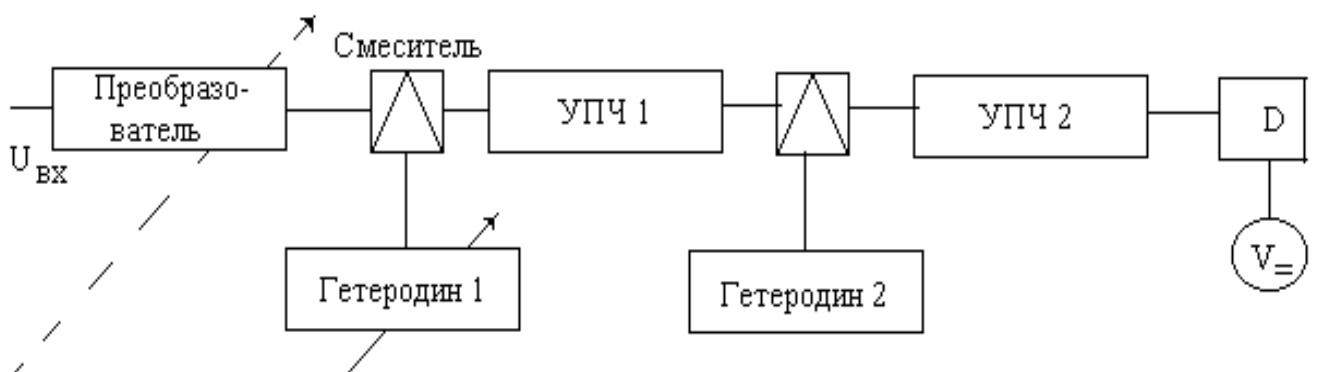 Смеситель
Преобразо-
ватель
УПЧ 1
УПЧ 2
D
U вх
V=
Гетеродин 1
Гетеродин 2